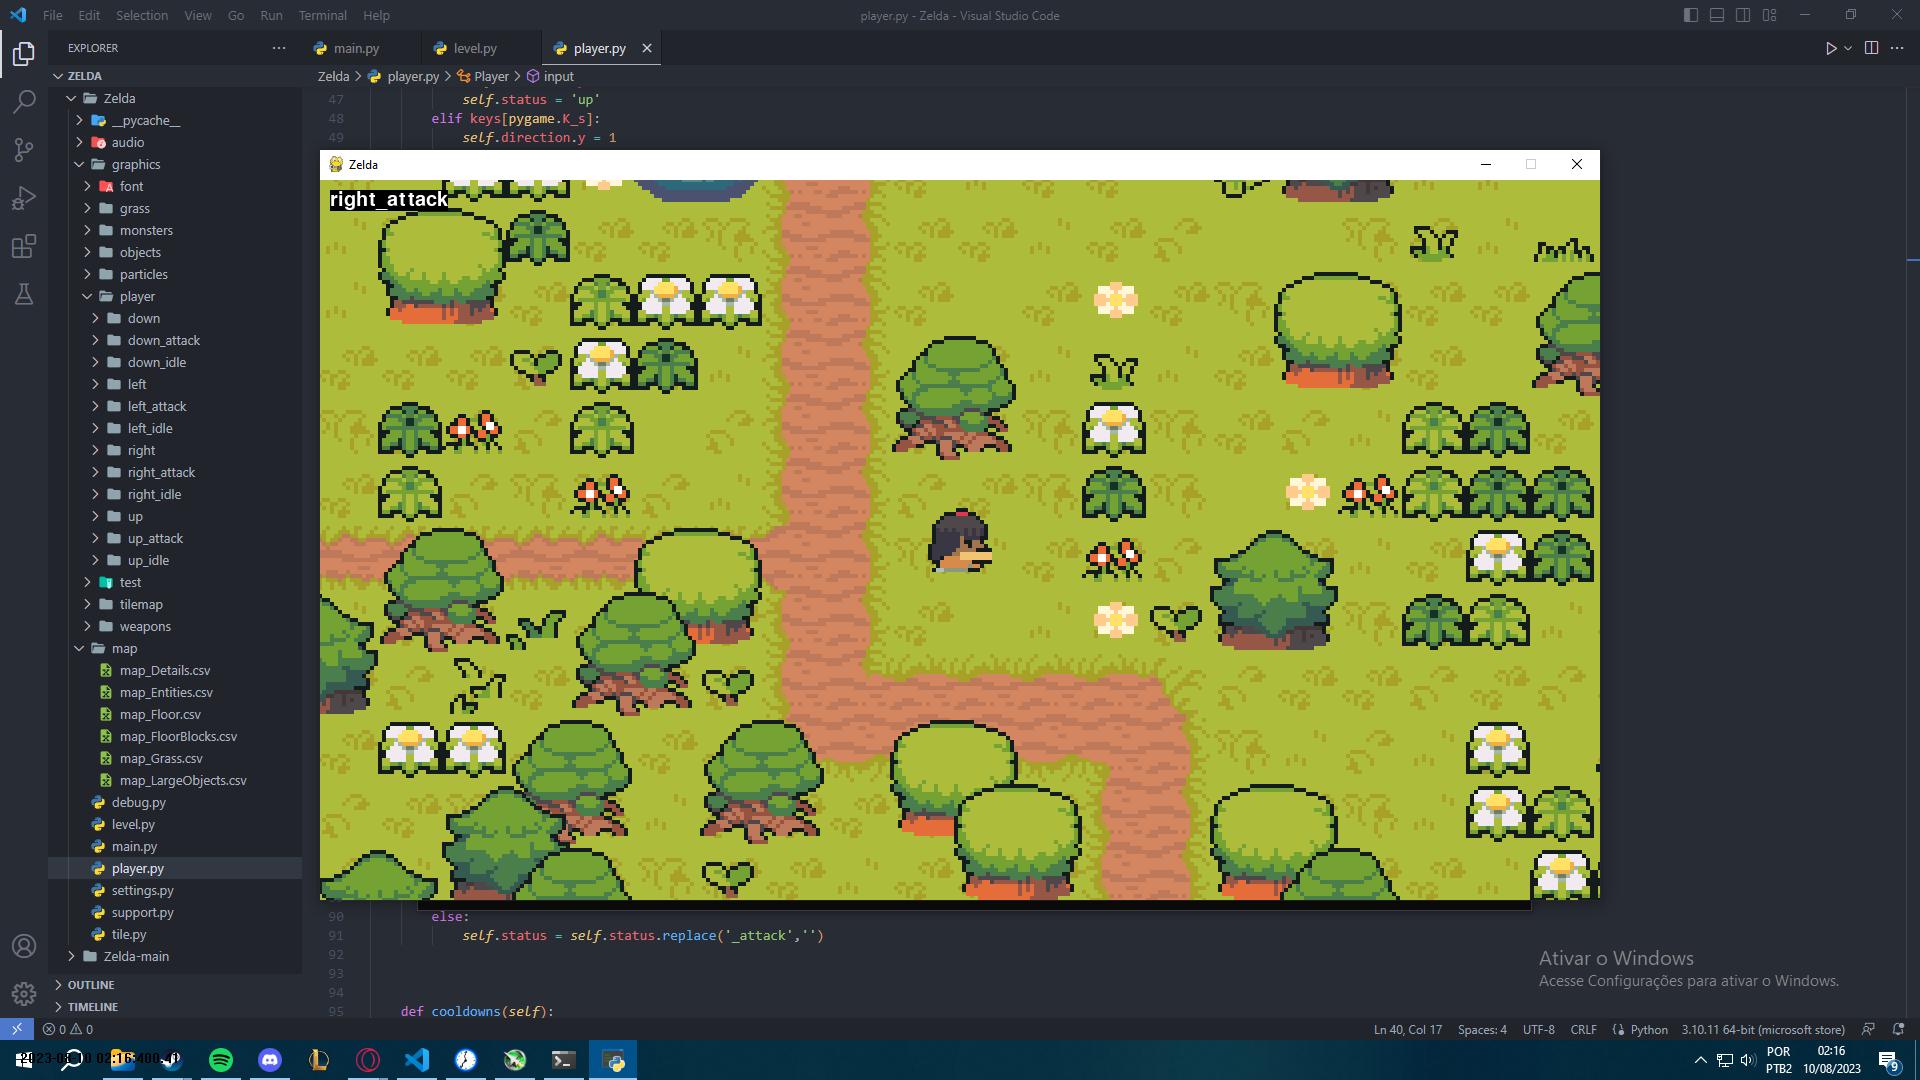 File Edit Selection View Go Run Terminal Help
player.py - Zelda - Visual Studio Code
EXPLORER
main.py
level.py
player.py
ZELDA
Zelda > player.py > Player > input
Zelda
__pycache__
audio
graphics
font
grass
monsters
objects
particles
player
down
down_attack
down_idle
left
left_attack
left_idle
right
right_attack
right_idle
up
up_attack
up_idle
test
tilemap
weapons
map
map_Details.csv
map_Entities.csv
map_Floor.csv
map_FloorBlocks.csv
map_Grass.csv
map_LargeObjects.csv
debug.py
level.py
main.py
player.py
settings.py
support.py
tile.py
Zelda-main
OUTLINE
TIMELINE
47 self.status = 'up'
48 elif keys[pygame.K_s]:
49 self.direction.y = 1
Zelda
right_attack
90 else:
91 self.status = self.status.replace('_attack','')
92
93
94
95 def cooldowns(self):
Ativar o Windows
Acesse Configurações para ativar o Windows.
0 0
Ln 40, Col 17 Spaces: 4 UTF-8 CRLF Python 3.10.11 64-bit (microsoft store)
POR
PTB2
02:16
10/08/2023
9